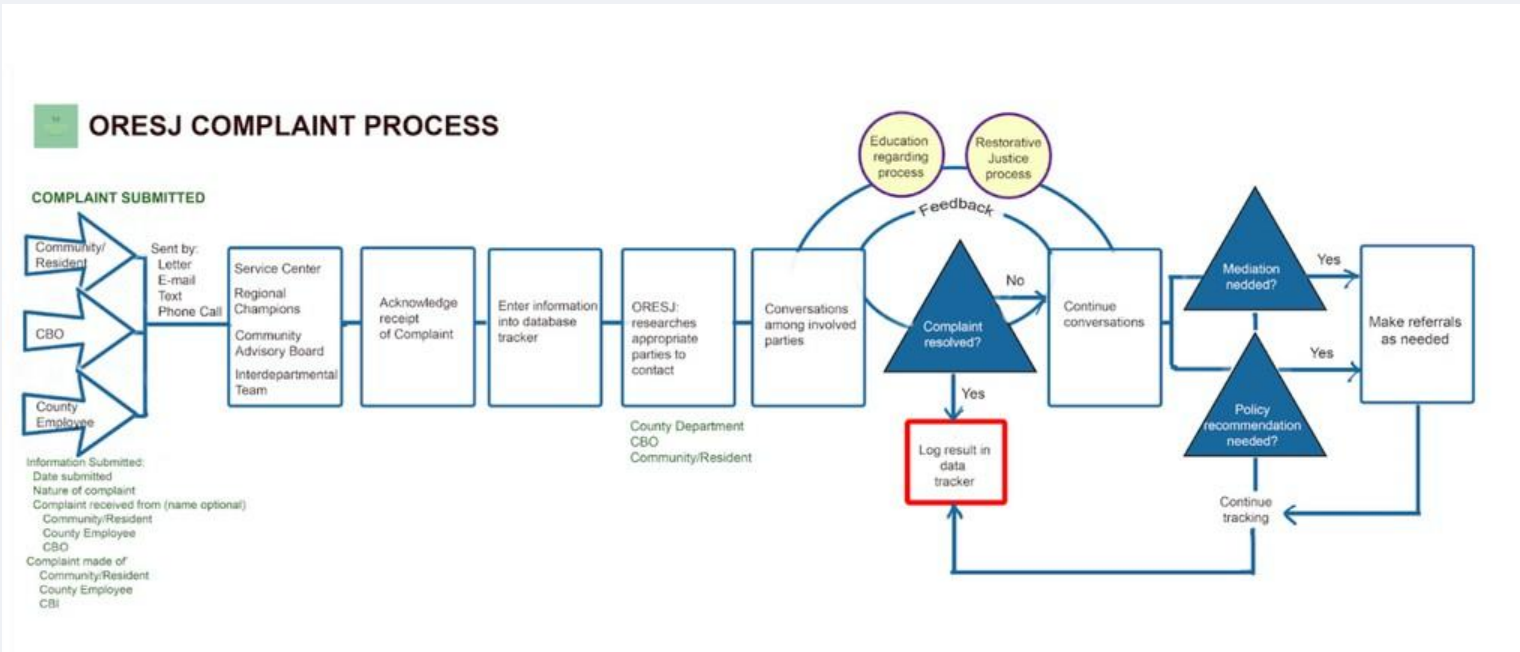 ORESJ COMPLAINT PROCESS
COMPLAINT SUBMITTED
Community/
Resident
CBO
County
Employee
Sent by:
Letter
E-mail
Text
Phone Call
Information Submitted:
Date submitted
Nature of complaint
Complaint received from (name optional)
Community/Resident
County Employee
CBO
Complaint made of
Community/Resident
County Employee
CBI
Service Center
Regional
Champions
Community
Advisory Board
Interdepartmental
Team
Acknowledge
receipt
of Complaint
Enter information
into database
tracker
ORESJ:
researches
appropriate
parties to
contact
County Department
CBO
Community/Resident
Conversations
among involved
parties
Education
regarding
process
Restorative
Justice
process
Feedback
Complaint
resolved?
No
Yes
Log result in
data
tracker
Continue
conversations
Mediation
nedded?
Yes
Policy
recommendation
needed?
Yes
Make referrals
as needed
Continue
tracking